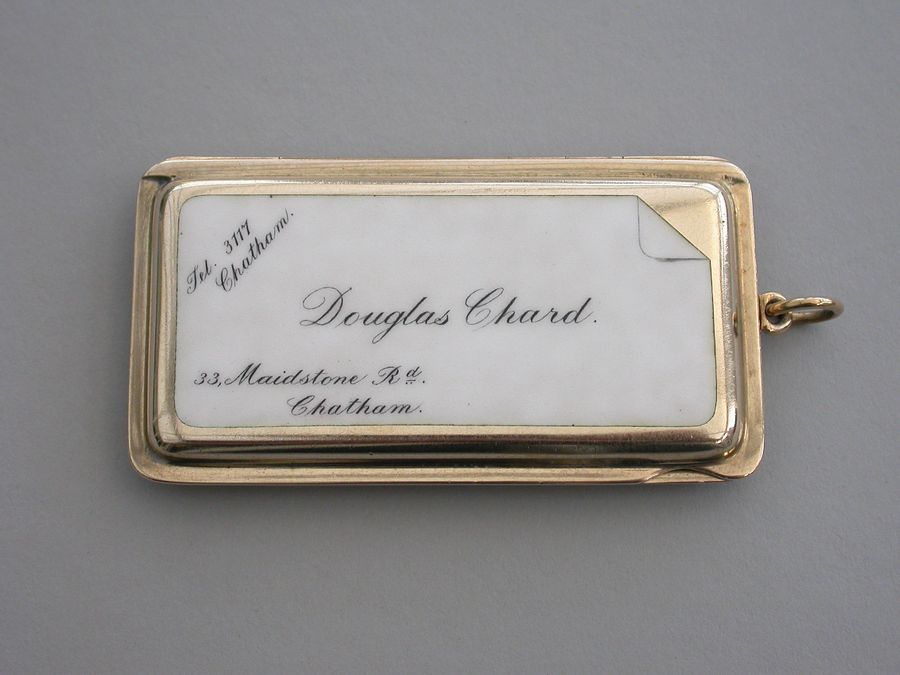 Tel. 3117
Chatham.
Douglas Chard.
33, Maidstone Rd.
Chatham.